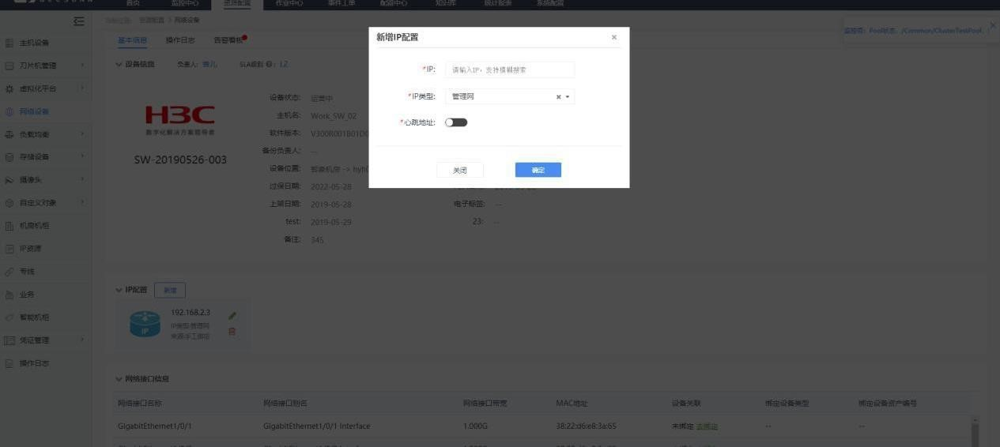 首页 监控中心 资源配置 作业中心 事件工单 配置中心 知识库 统计报表 系统配置
当前位置: 资源配置 > 网络设备
监控项: Pool状态, /Common/ClusterTestPool,
主机设备
刀片机管理
虚拟化平台
网络设备
负载均衡
存储设备
摄像头
自定义对象
机房机柜
IP资源
专线
业务
智能机柜
凭证管理
操作日志
基本信息 操作日志 告警看板
设备信息 负责人: SLA级别 : LZ
H3C
数字化解决方案领导者
SW-20190526-003
设备状态: 运营中
主机名: Work_SW_02
软件版本: V300R001B01D0
备份负责人: --
设备位置: 机房 -> hyh
过保日期: 2022-05-28
上架日期: 2019-05-28 电子标签: --
test: 2019-05-29 23: --
备注: 345
新增IP配置
*IP: 请输入IP，支持模糊搜索
*IP类型: 管理网
*心跳地址:
关闭 确定
IP配置 新增
IP
192.168.2.3
IP类型:管理网
来源:手工绑定
网络接口信息
网络接口名称 网络接口别名 网络接口带宽 MAC地址 设备关联 绑定设备类型 绑定设备资产编号
GigabitEthernet1/0/1 GigabitEthernet1/0/1 Interface 1.000G 38:22:d6:e8:3a:65 未绑定 去绑定 -- --